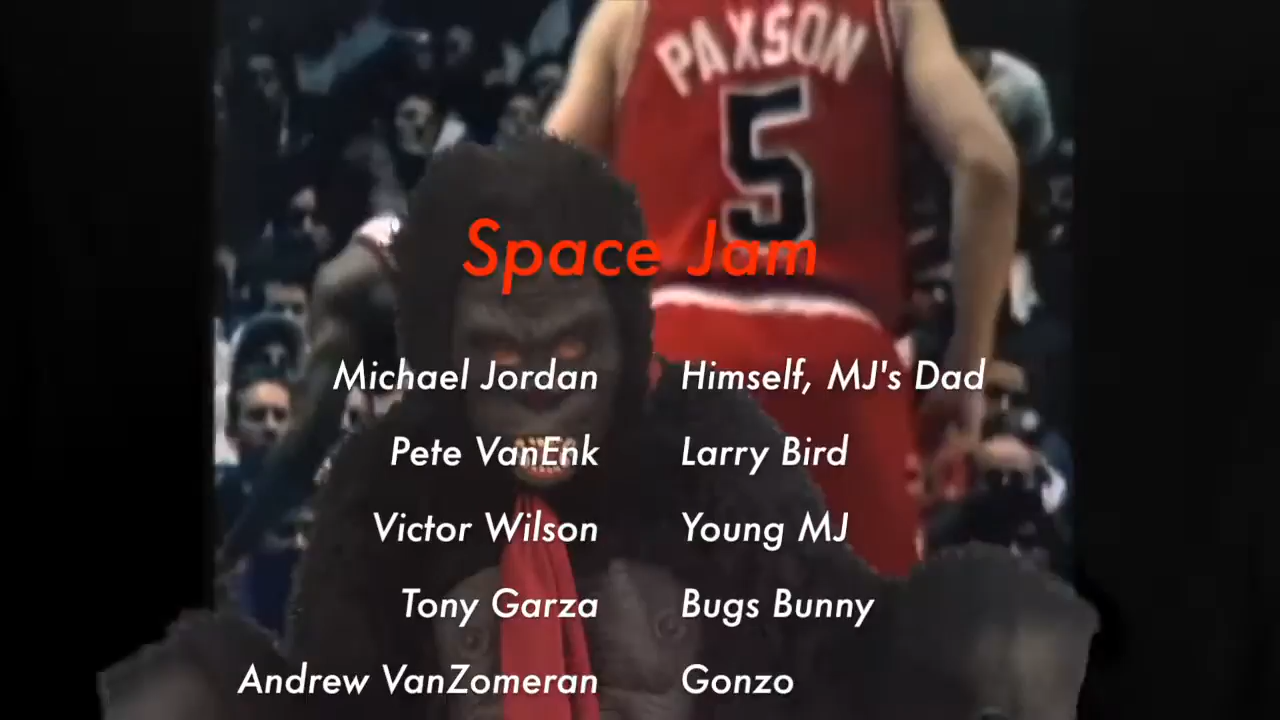 PAXSON
5
Space Jam
Michael Jordan Himself, MJ's Dad
Pete VanEnk Larry Bird
Victor Wilson Young MJ
Tony Garza Bugs Bunny
Andrew VanZomeran Gonzo